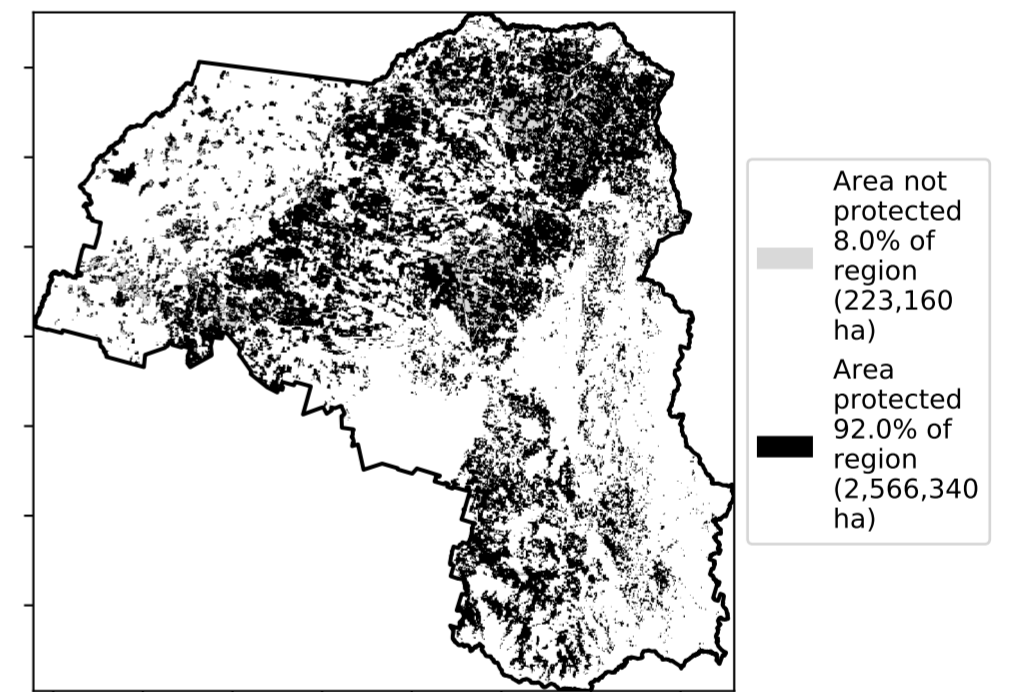 Area not
protected
8.0% of
region
(223,160
ha)
Area
protected
92.0% of
region
(2,566,340
ha)